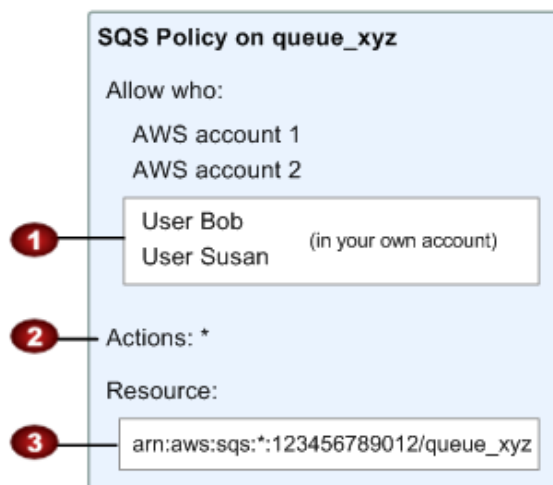 SQS Policy on queue_xyz
Allow who:
AWS account 1
AWS account 2
1
User Bob
User Susan
(in your own account)
2
Actions: *
Resource:
3
arn:aws:sqs:*:123456789012/queue_xyz